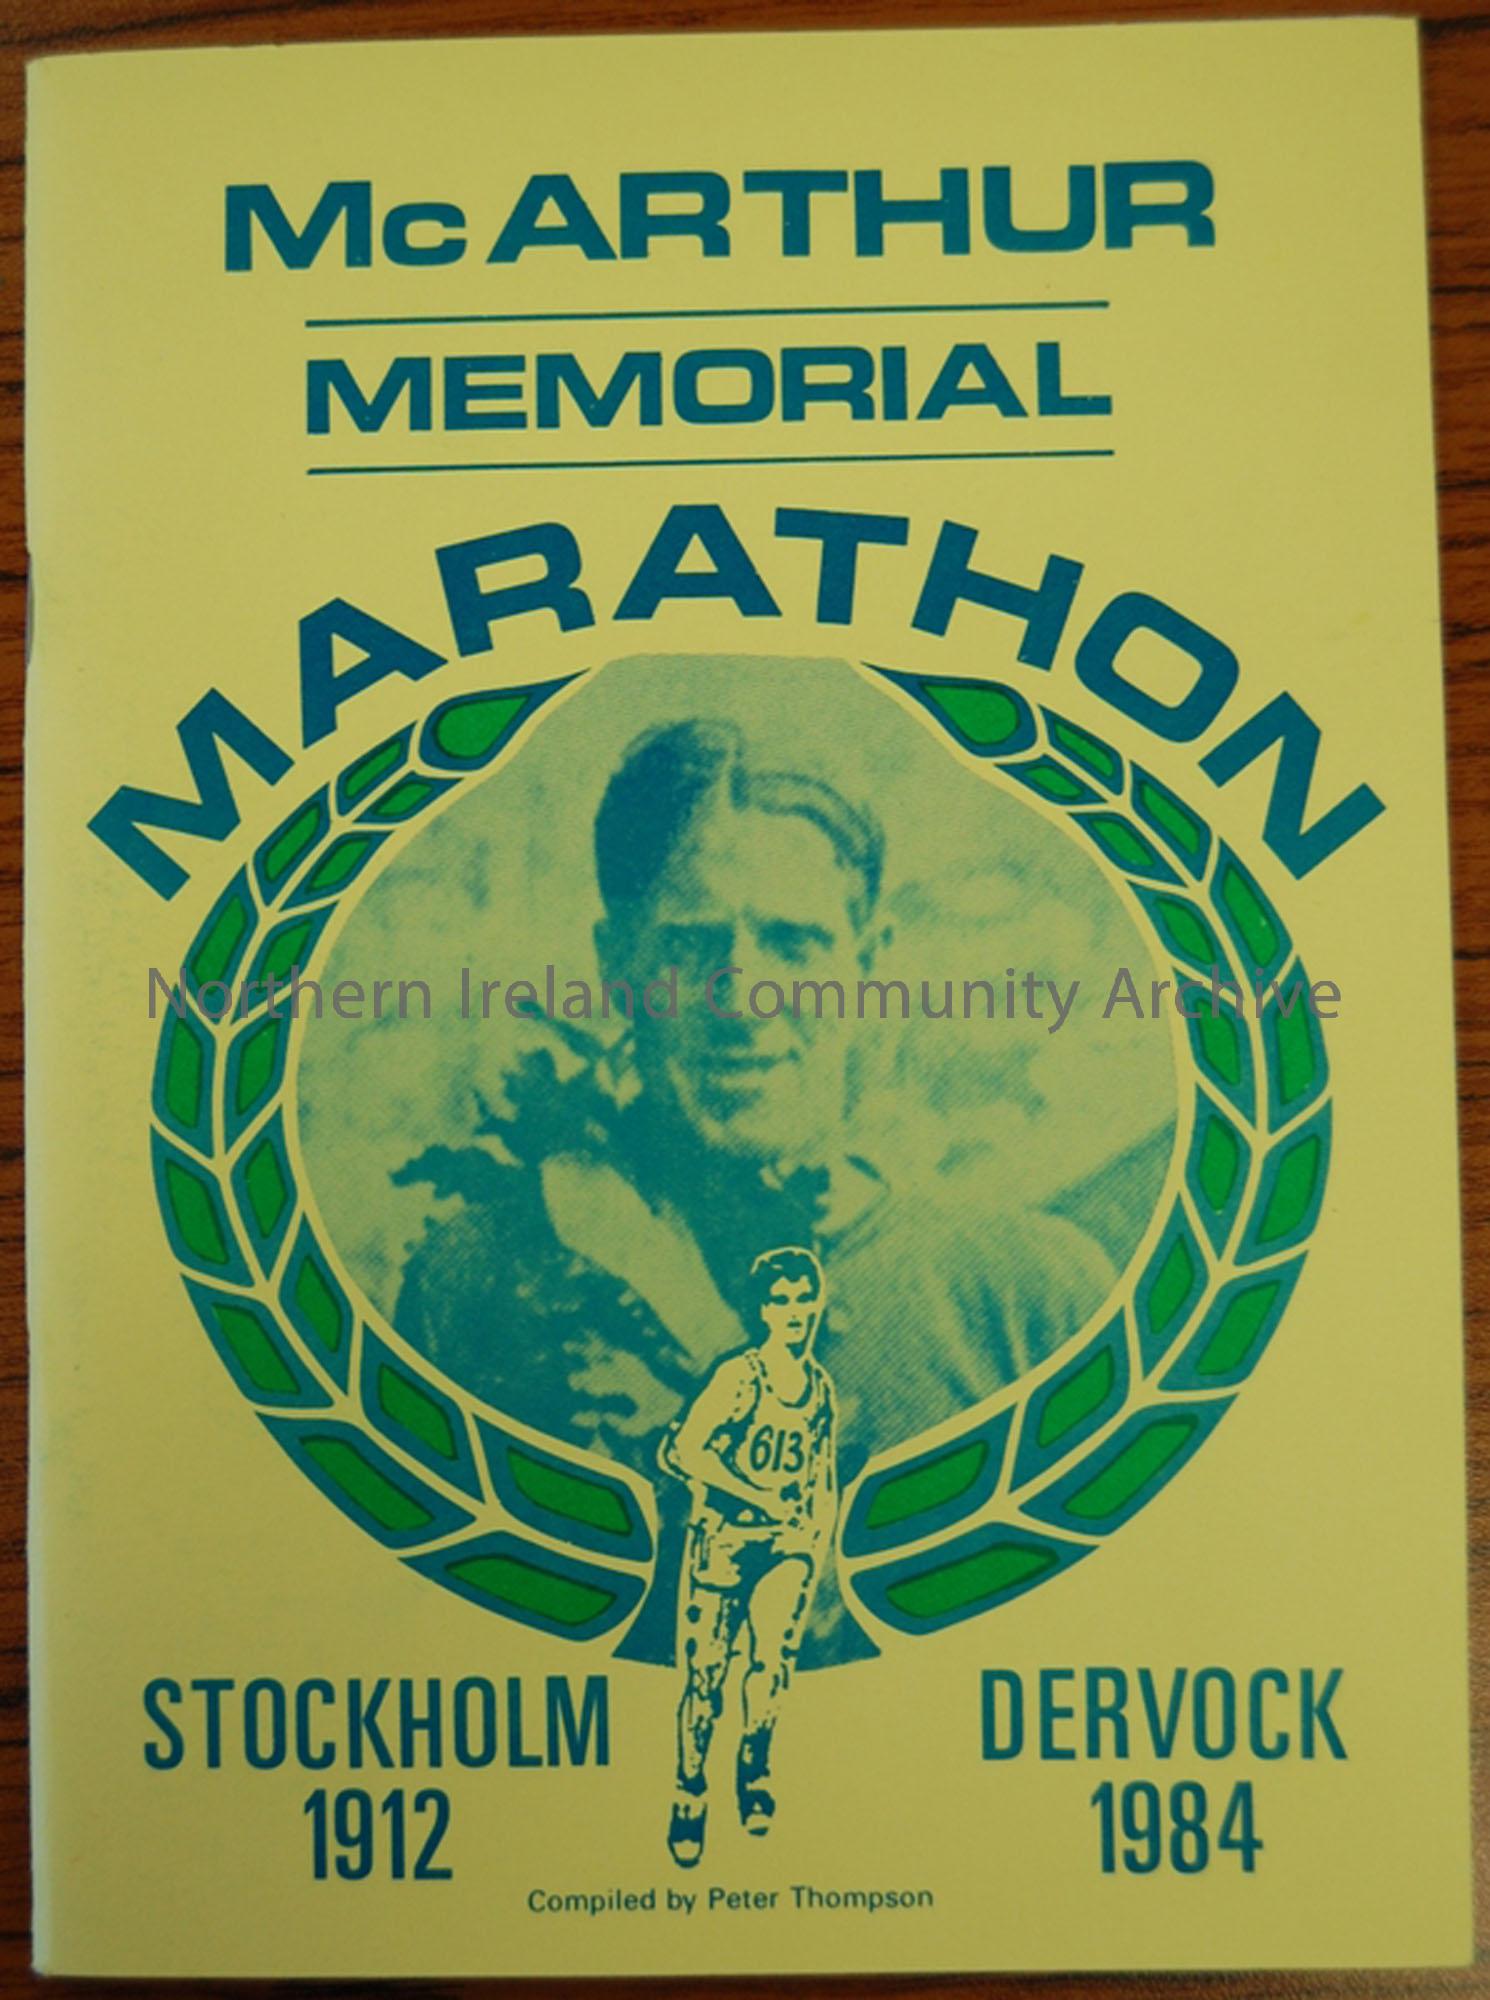 McARTHUR
MEMORIAL
MARATHON
Northern Ireland Community Archive
613
STOCKHOLM
1912
DERVOCK
1984
Compiled by Peter Thompson